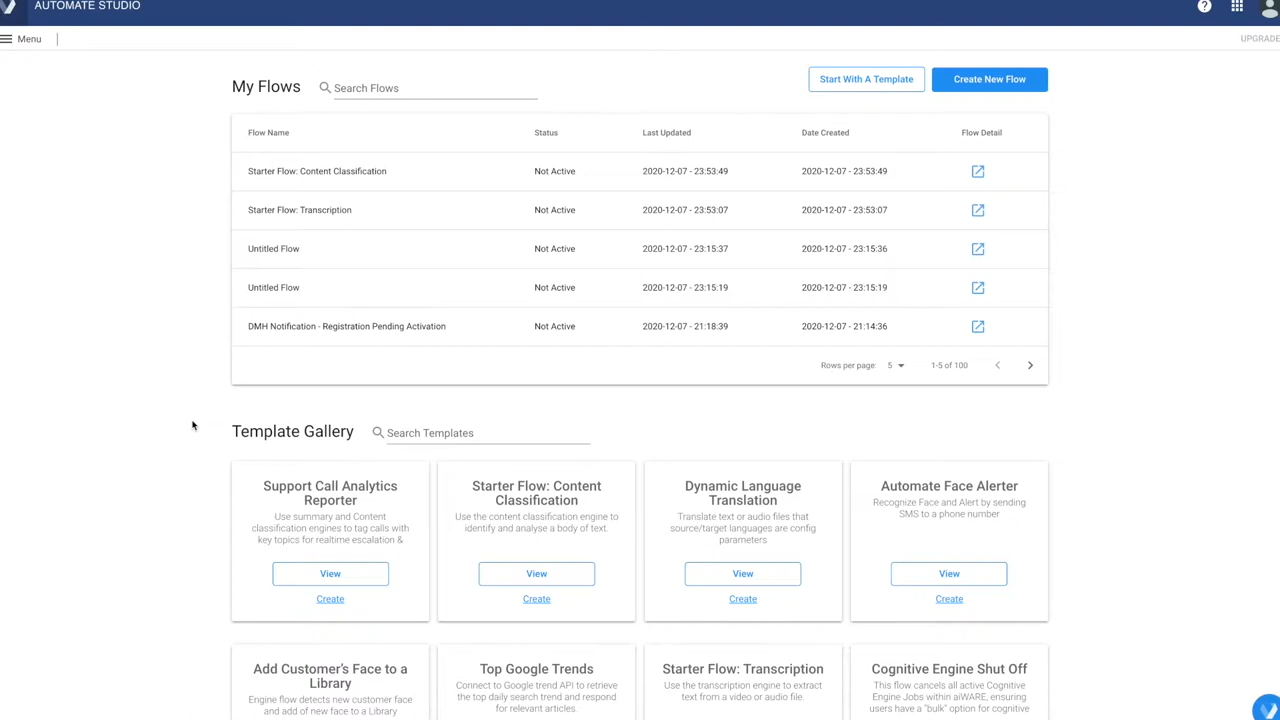 AUTOMATE STUDIO
Menu
UPGRADE
My Flows
Search Flows
Start With A Template
Create New Flow
Flow Name Status Last Updated Date Created Flow Detail
Starter Flow: Content Classification Not Active 2020-12-07 - 23:53:49 2020-12-07 - 23:53:49
Starter Flow: Transcription Not Active 2020-12-07 - 23:53:07 2020-12-07 - 23:53:07
Untitled Flow Not Active 2020-12-07 - 23:15:37 2020-12-07 - 23:15:36
Untitled Flow Not Active 2020-12-07 - 23:15:19 2020-12-07 - 23:15:19
DMH Notification - Registration Pending Activation Not Active 2020-12-07 - 21:18:39 2020-12-07 - 21:14:36
Rows per page: 5 1-5 of 100
Template Gallery
Search Templates
Support Call Analytics
Reporter
Use summary and Content
classification engines to tag calls with
key topics for realtime escalation &
View
Create
Starter Flow: Content
Classification
Use the content classification engine to
identify and analyse a body of text.
View
Create
Dynamic Language
Translation
Translate text or audio files that
source/target languages are config
parameters
View
Create
Automate Face Alerter
Recognize Face and Alert by sending
SMS to a phone number
View
Create
Add Customer's Face to a
Library
Engine flow detects new customer face
and add of new face to a Library
Top Google Trends
Connect to Google trend API to retrieve
the top daily search trend and respond
for relevant articles.
Starter Flow: Transcription
Use the transcription engine to extract
text from a video or audio file.
Cognitive Engine Shut Off
This flow cancels all active Cognitive
Engine Jobs within aiWARE, ensuring
users have a "bulk" option for cognitive